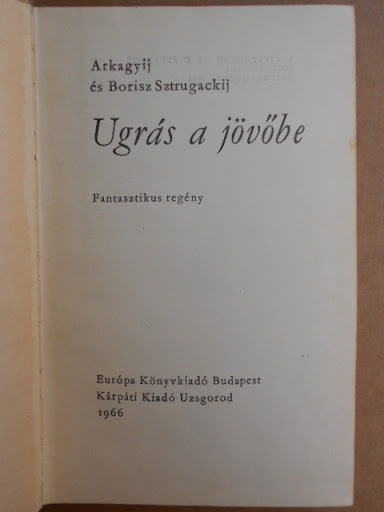 Arkagyij
és Borisz Sztrugackij
Ugrás a jövőbe
Fantasztikus regény
Európa Könyvkiadó Budapest
Kárpáti Kiadó Uzsgorod
1966